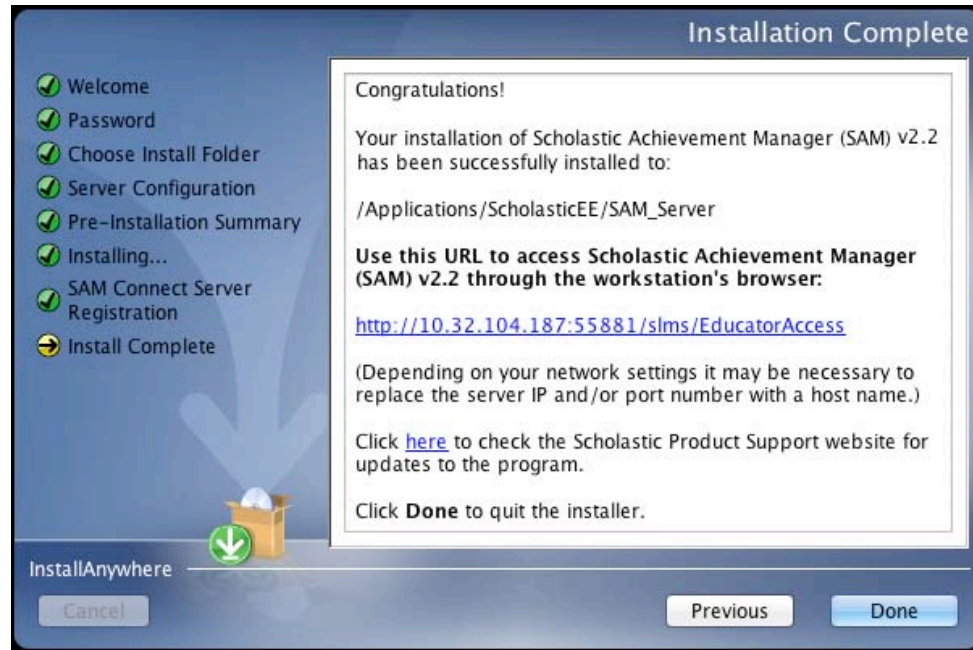 Installation Complete
Welcome
Password
Choose Install Folder
Server Configuration
Pre-Installation Summary
Installing...
SAM Connect Server
Registration
Install Complete
Congratulations!
Your installation of Scholastic Achievement Manager (SAM) v2.2
has been successfully installed to:
/Applications/ScholasticEE/SAM_Server
Use this URL to access Scholastic Achievement Manager
(SAM) v2.2 through the workstation's browser:
http://10.32.104.187:55881/slms/EducatorAccess
(Depending on your network settings it may be necessary to
replace the server IP and/or port number with a host name.)
Click here to check the Scholastic Product Support website for
updates to the program.
Click Done to quit the installer.
InstallAnywhere
Cancel
Previous
Done